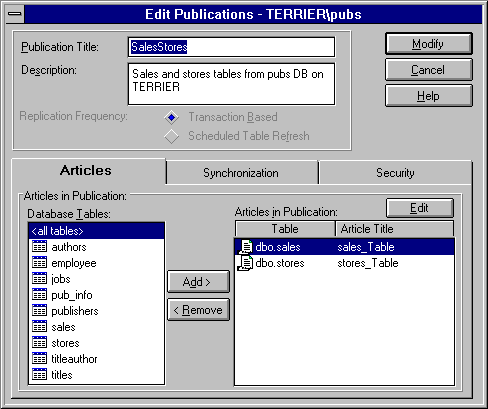 Edit Publications - TERRIER\pubs
Publication Title:
SalesStores
Modify
Description:
Sales and stores tables from pubs DB on
TERRIER
Cancel
Help
Replication Frequency:
Transaction Based
Scheduled Table Refresh
Articles
Synchronization
Security
Articles in Publication:
Database Tables:
<all tables>
authors
employee
jobs
pub_info
publishers
sales
stores
titleauthor
titles
Add >
< Remove
Articles in Publication:
Edit
Table Article Title
dbo.sales sales_Table
dbo.stores stores_Table